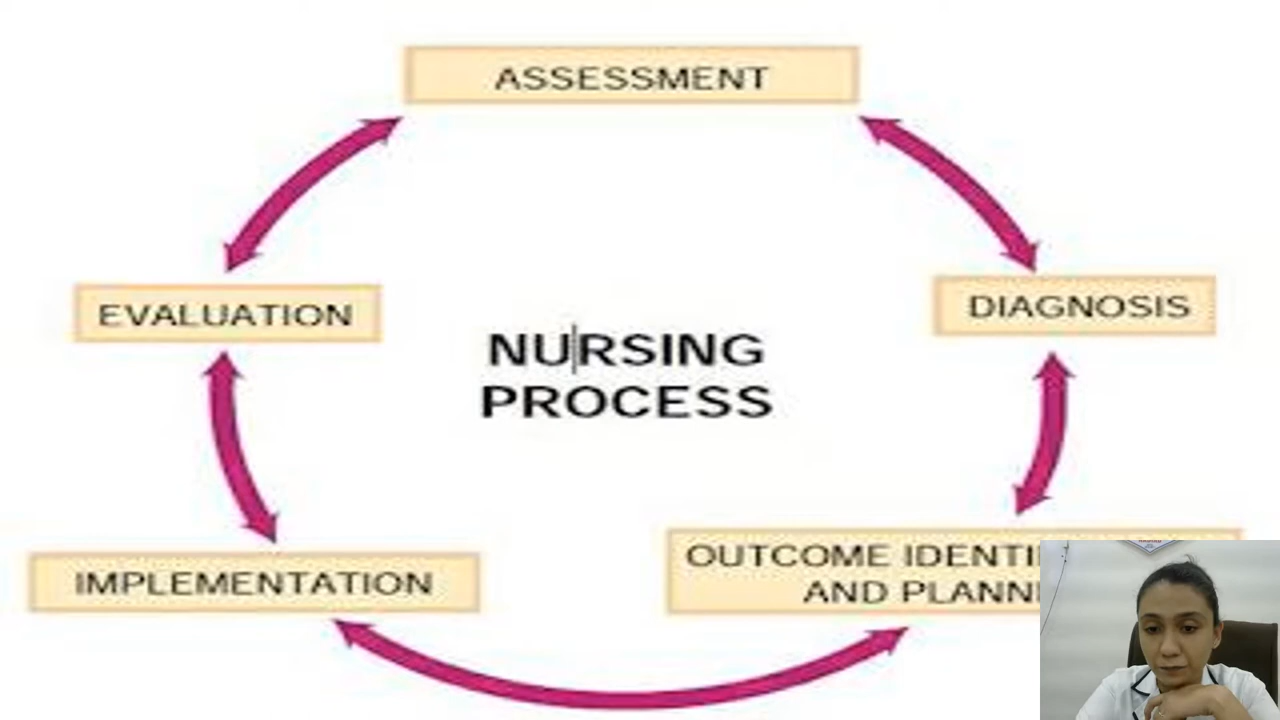 ASSESSMENT
EVALUATION
DIAGNOSIS
NURSING
PROCESS
IMPLEMENTATION
OUTCOME
AND